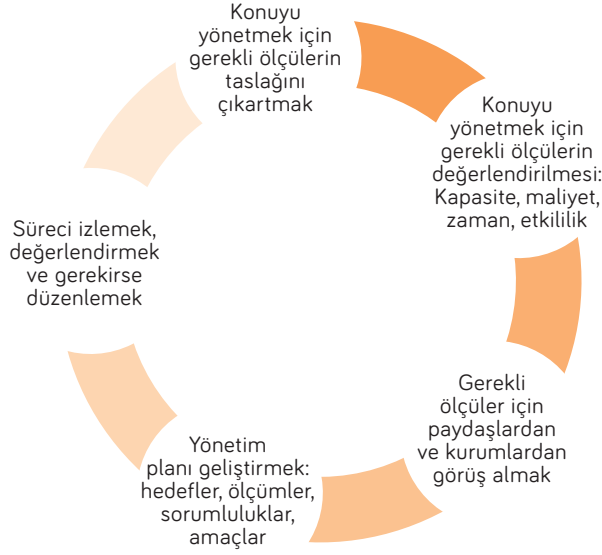 Konuyu
yönetmek için
gerekli ölçülerin
taslağını
çıkartmak
Konuyu
yönetmek için
gerekli ölçülerin
değerlendirilmesi:
Kapasite, maliyet,
zaman, etkililik
Gerekli
ölçüler için
paydaşlardan
ve kurumlardan
görüş almak
Yönetim
planı geliştirmek:
hedefler, ölçümler,
sorumluluklar,
amaçlar
Süreci izlemek,
değerlendirmek
ve gerekirse
düzenlemek